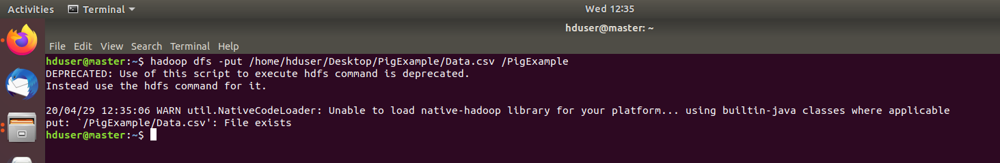 Activities Terminal Wed 12:35
hduser@master: ~
File Edit View Search Terminal Help
hduser@master:~$ hadoop dfs -put /home/hduser/Desktop/PigExample/Data.csv /PigExample
DEPRECATED: Use of this script to execute hdfs command is deprecated.
Instead use the hdfs command for it.
20/04/29 12:35:06 WARN util.NativeCodeLoader: Unable to load native-hadoop library for your platform... using builtin-java classes where applicable
put: `/PigExample/Data.csv': File exists
hduser@master:~$